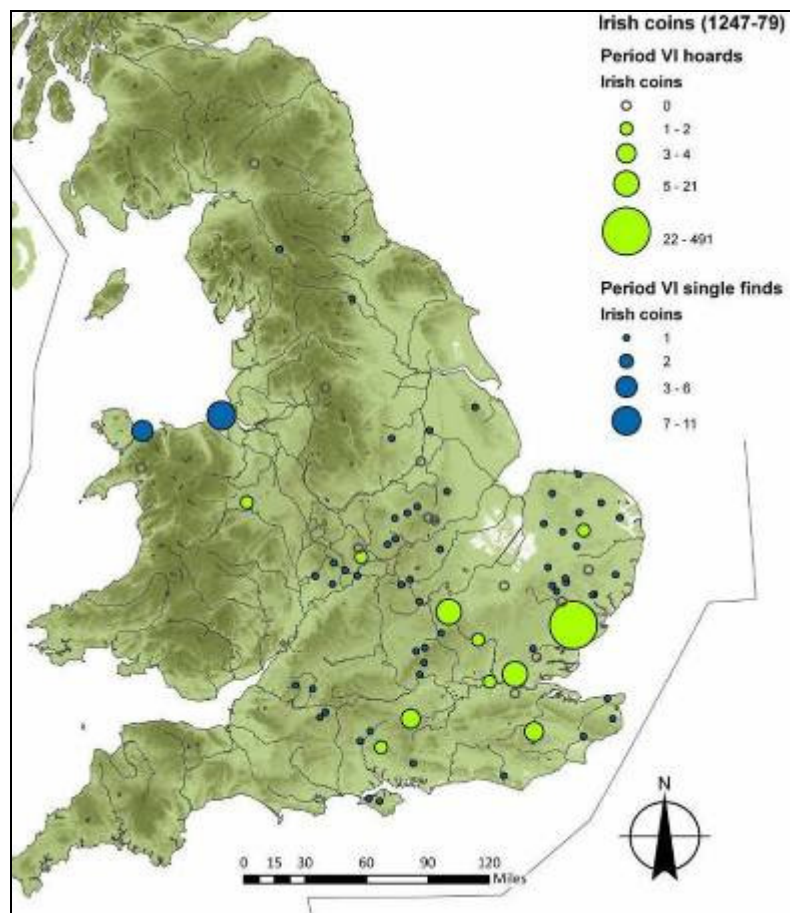 Irish coins (1247-79)
Period VI hoards
Irish coins
0
1 - 2
3 - 4
5 - 21
22 - 491
Period VI single finds
Irish coins
1
2
3 - 6
7 - 11
N
0 15 30 60 90 120
Miles